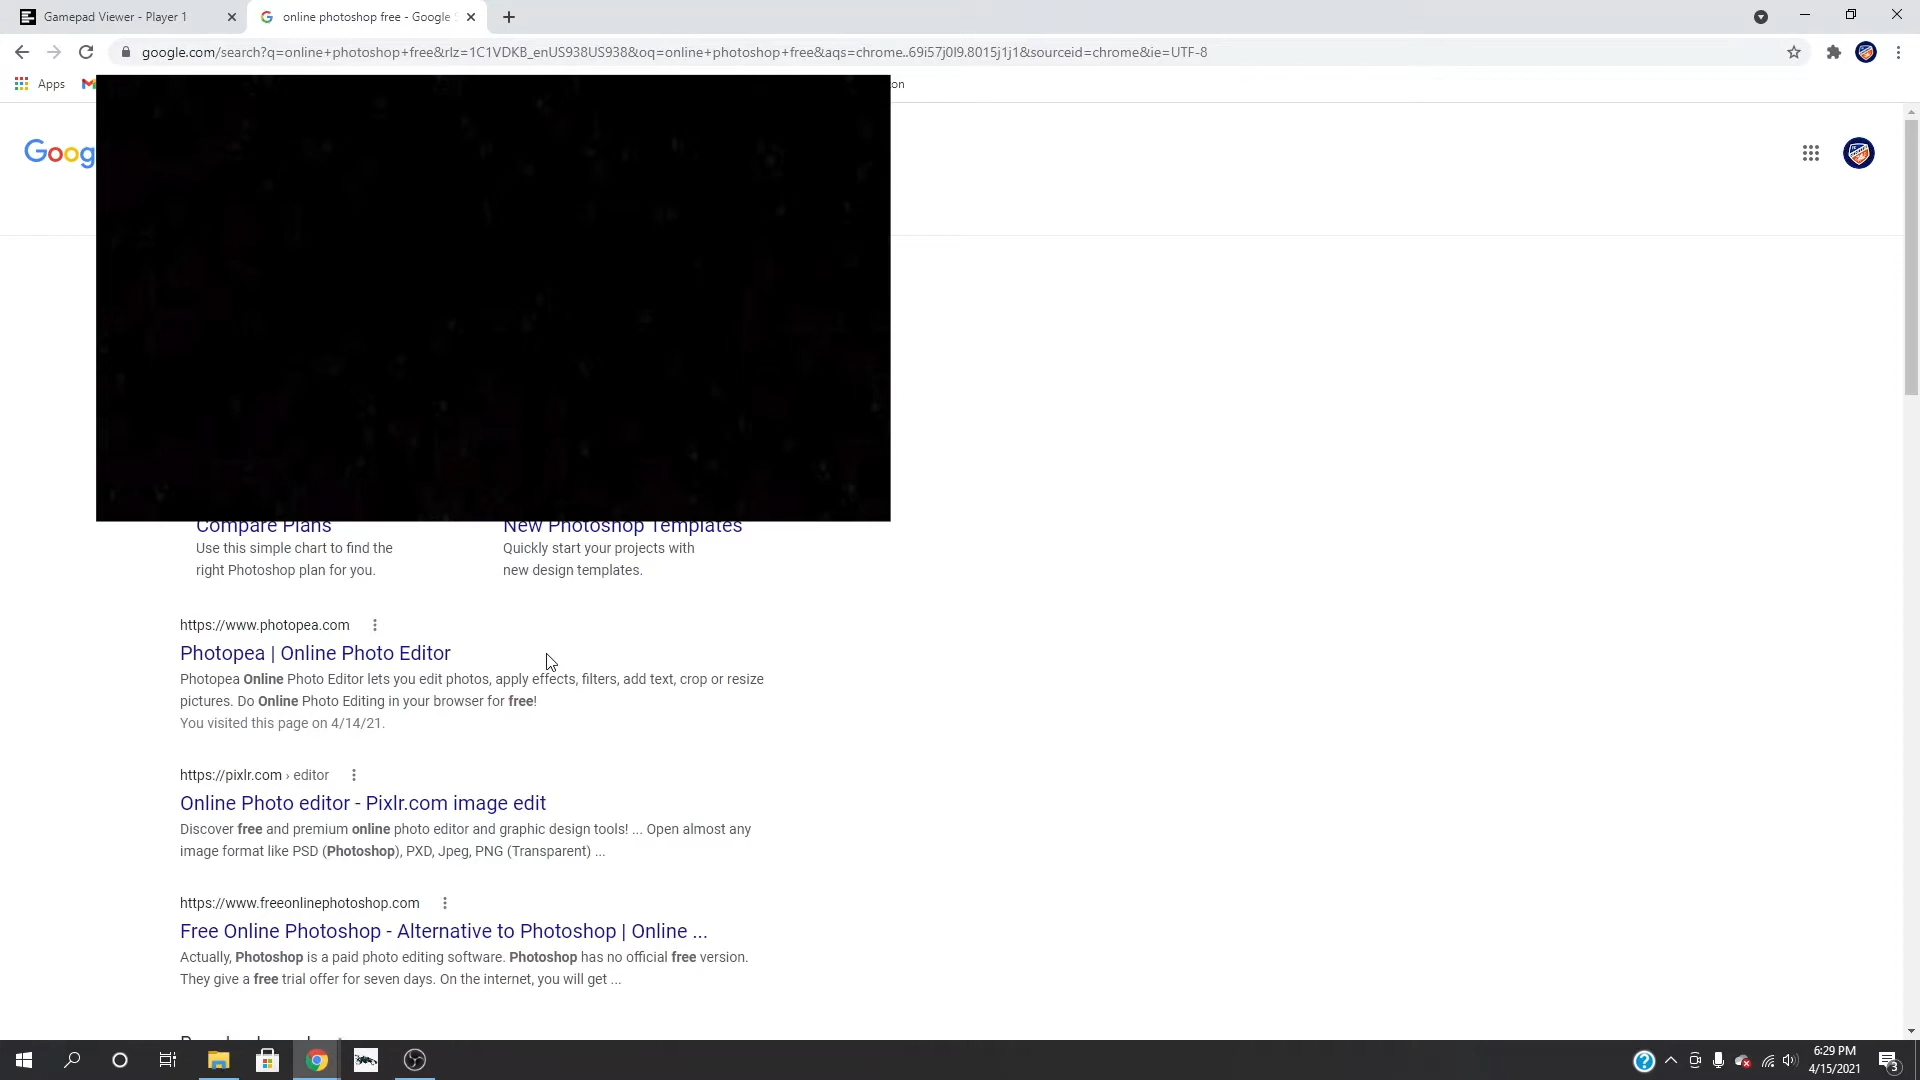 Gamepad Viewer - Player 1
online photoshop free - Google
google.com/search?q=online+photoshop+free&rlz=1C1VDKB_enUS938US938&oq=online+photoshop+free&aqs=chrome..69i57j0l9.8015j1j1&sourceid=chrome&ie=UTF-8
Apps
on
Goog
Compare Plans
Use this simple chart to find the
right Photoshop plan for you.
New Photoshop Templates
Quickly start your projects with
new design templates.
https://www.photopea.com
Photopea | Online Photo Editor
Photopea Online Photo Editor lets you edit photos, apply effects, filters, add text, crop or resize
pictures. Do Online Photo Editing in your browser for free!
You visited this page on 4/14/21.
https://pixlr.com › editor
Online Photo editor - Pixlr.com image edit
Discover free and premium online photo editor and graphic design tools! ... Open almost any
image format like PSD (Photoshop), PXD, Jpeg, PNG (Transparent) ...
https://www.freeonlinephotoshop.com
Free Online Photoshop - Alternative to Photoshop | Online ...
Actually, Photoshop is a paid photo editing software. Photoshop has no official free version.
They give a free trial offer for seven days. On the internet, you will get ...
6:29 PM
4/15/2021
3